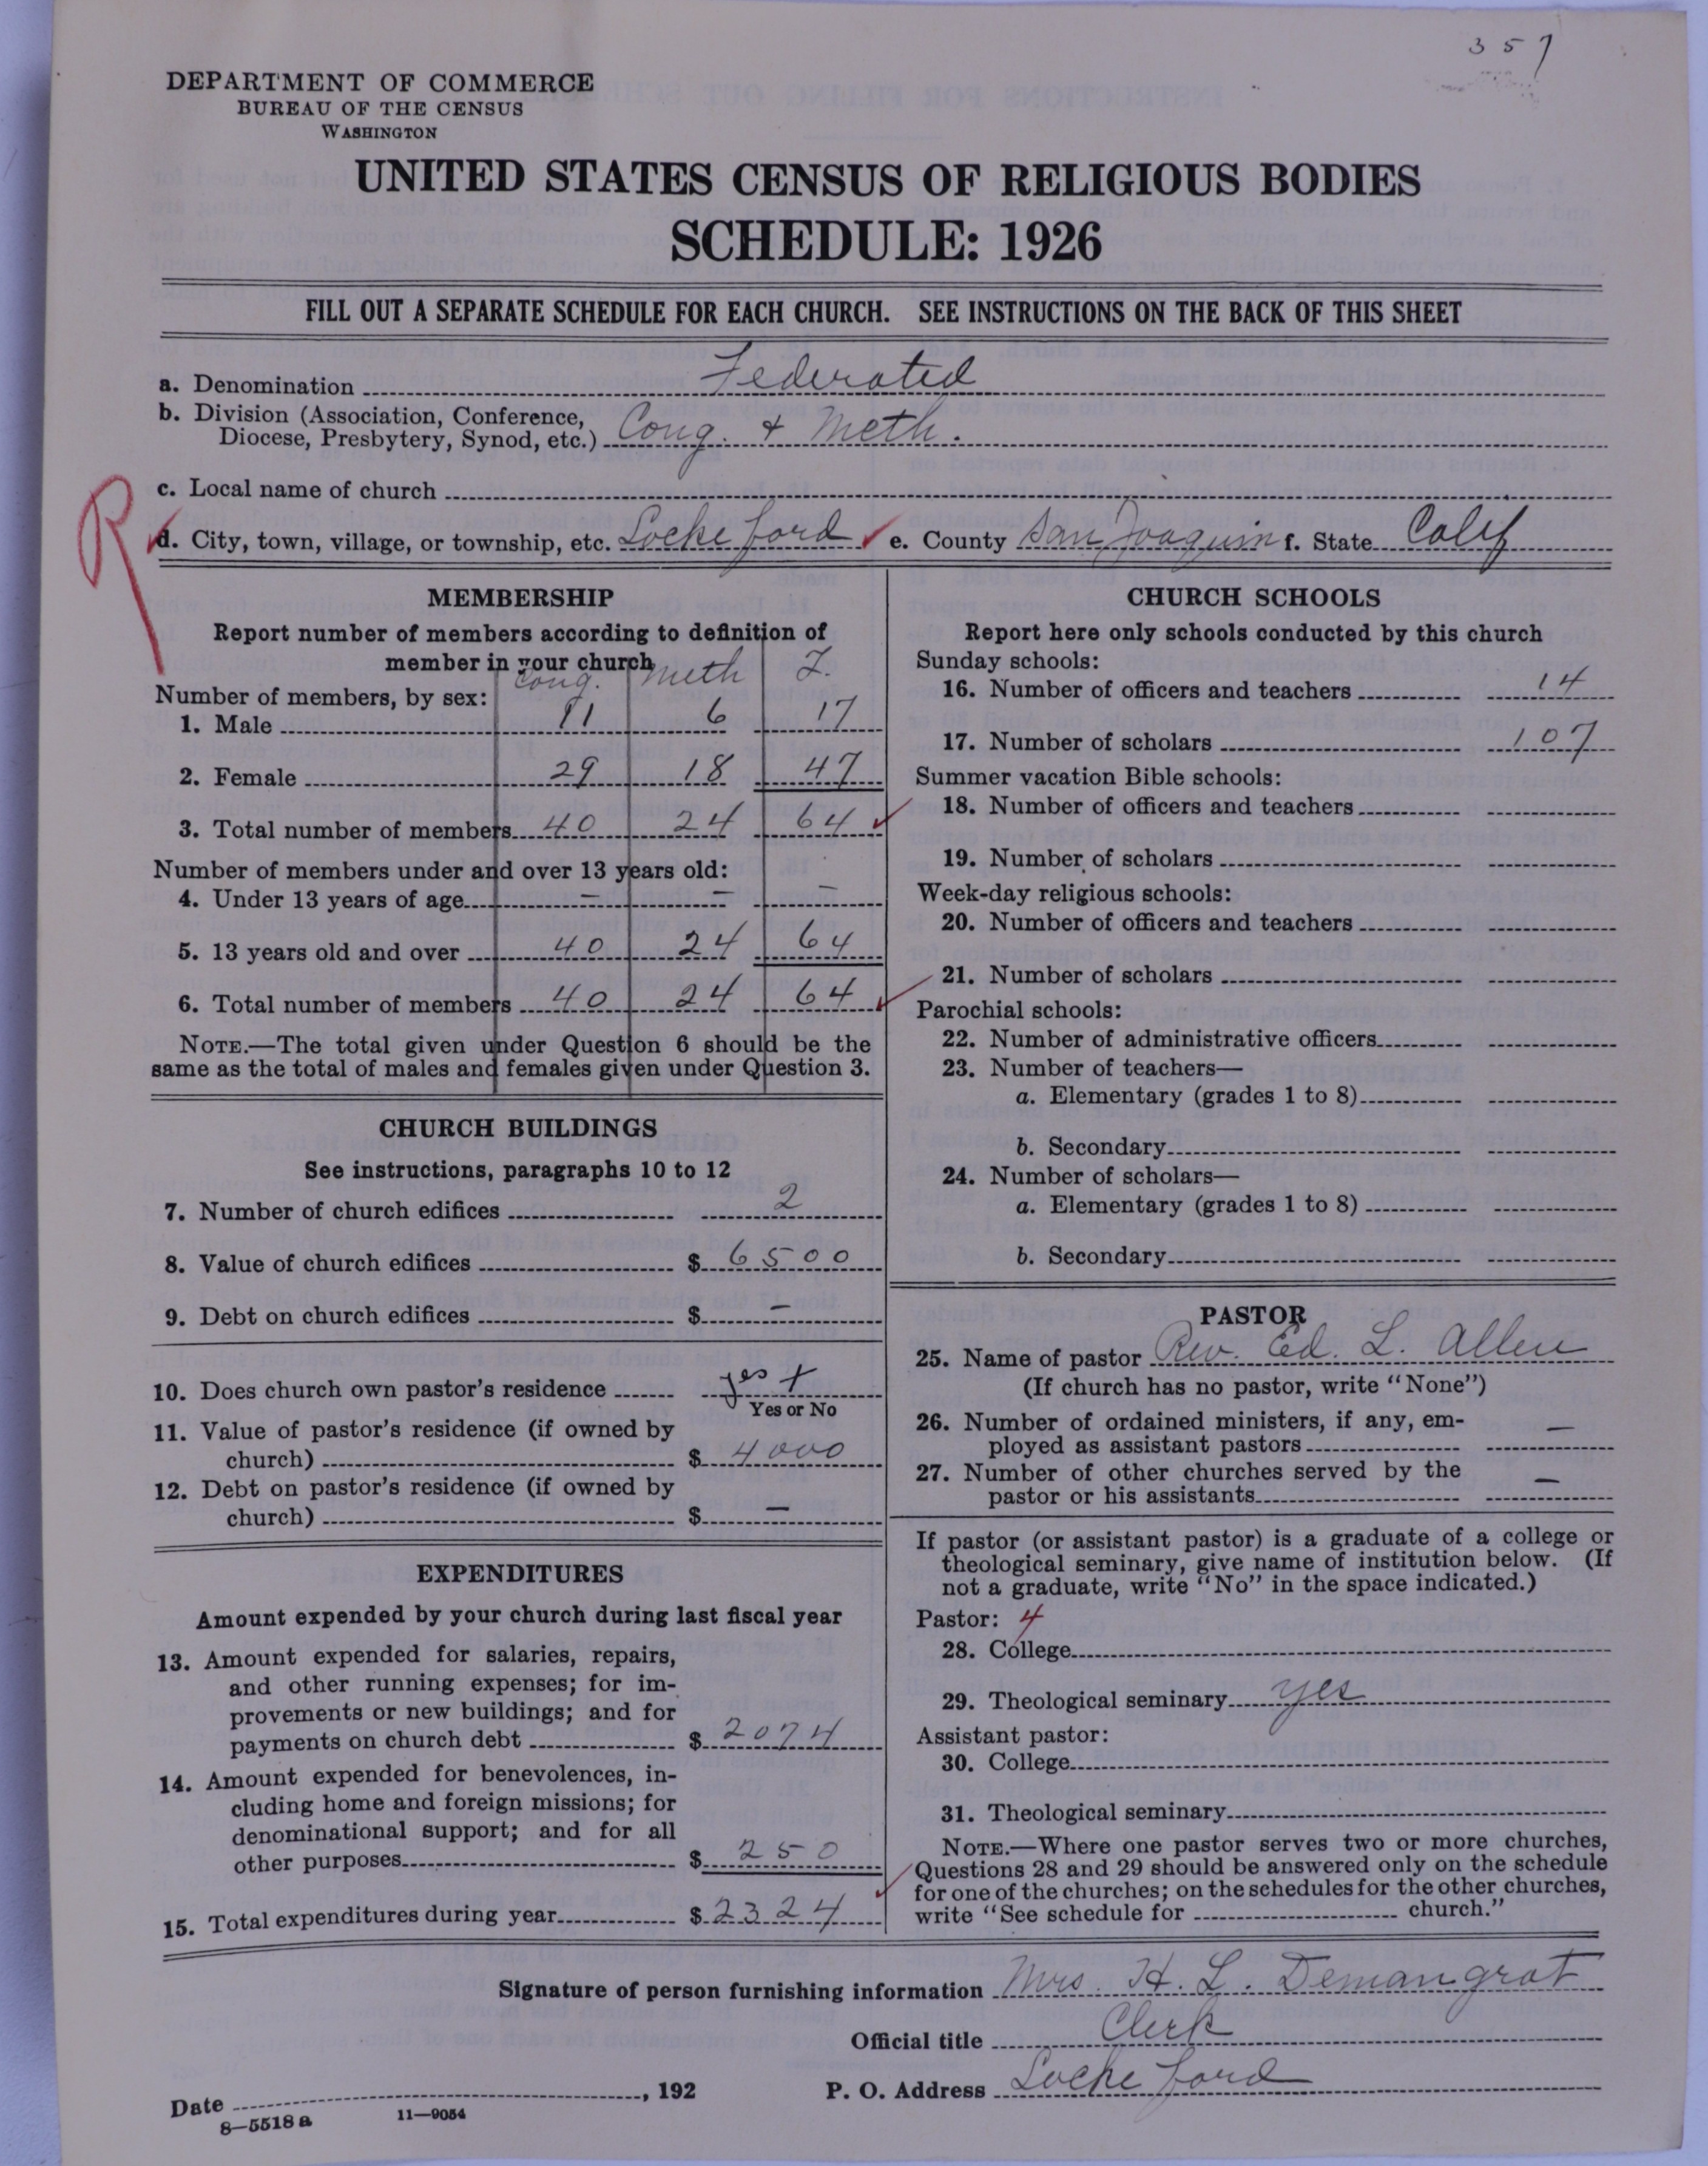 357
DEPARTMENT OF COMMERCE
BUREAU OF THE CENSUS
WASHINGTON
UNITED STATES CENSUS OF RELIGIOUS BODIES
SCHEDULE: 1926
FILL OUT A SEPARATE SCHEDULE FOR EACH CHURCH. SEE INSTRUCTIONS ON THE BACK OF THIS SHEET
a. Denomination Federated
b. Division (Association, Conference,
Diocese, Presbytery, Synod, etc.) Cong. & Meth.
c. Local name of church
R
d. City, town, village, or township, etc. Lockeford e. County San Joaquin f. State Calif
MEMBERSHIP
Report number of members according to definition of
member in your church
Cong. Meth F.
Number of members, by sex:
1. Male 11 6 17
2. Female 29 18 47
3. Total number of members 40 24 64
Number of members under and over 13 years old:
4. Under 13 years of age — — —
5. 13 years old and over 40 24 64
6. Total number of members 40 24 64
NOTE.—The total given under Question 6 should be the
same as the total of males and females given under Question 3.
CHURCH BUILDINGS
See instructions, paragraphs 10 to 12
7. Number of church edifices 2
8. Value of church edifices $ 6500
9. Debt on church edifices $ —
10. Does church own pastor's residence yes +
Yes or No
11. Value of pastor's residence (if owned by
church) $ 4000
12. Debt on pastor's residence (if owned by
church) $ —
EXPENDITURES
Amount expended by your church during last fiscal year
13. Amount expended for salaries, repairs,
and other running expenses; for im-
provements or new buildings; and for
payments on church debt $ 2074
14. Amount expended for benevolences, in-
cluding home and foreign missions; for
denominational support; and for all
other purposes $ 250
15. Total expenditures during year $ 2324
CHURCH SCHOOLS
Report here only schools conducted by this church
Sunday schools:
16. Number of officers and teachers 14
17. Number of scholars 107
Summer vacation Bible schools:
18. Number of officers and teachers
19. Number of scholars
Week-day religious schools:
20. Number of officers and teachers
21. Number of scholars
Parochial schools:
22. Number of administrative officers
23. Number of teachers—
a. Elementary (grades 1 to 8)
b. Secondary
24. Number of scholars—
a. Elementary (grades 1 to 8)
b. Secondary
PASTOR
25. Name of pastor Rev. Ed. L. Allen
(If church has no pastor, write "None")
26. Number of ordained ministers, if any, em-
ployed as assistant pastors —
27. Number of other churches served by the
pastor or his assistants —
If pastor (or assistant pastor) is a graduate of a college or
theological seminary, give name of institution below. (If
not a graduate, write "No" in the space indicated.)
Pastor: 4
28. College
29. Theological seminary yes
Assistant pastor:
30. College
31. Theological seminary
NOTE.—Where one pastor serves two or more churches,
Questions 28 and 29 should be answered only on the schedule
for one of the churches; on the schedules for the other churches,
write "See schedule for church."
Signature of person furnishing information Mrs. H. L. Demangrat
Official title Clerk
Date , 192 P. O. Address Lockeford
8—5518 a 11—9054